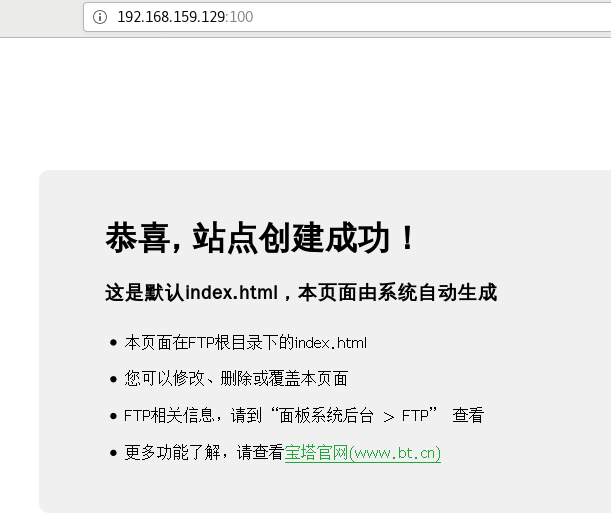 192.168.159.129:100
恭喜, 站点创建成功！
这是默认index.html，本页面由系统自动生成
本页面在FTP根目录下的index.html
您可以修改、删除或覆盖本页面
FTP相关信息，请到“面板系统后台 > FTP” 查看
更多功能了解，请查看宝塔官网(www.bt.cn)